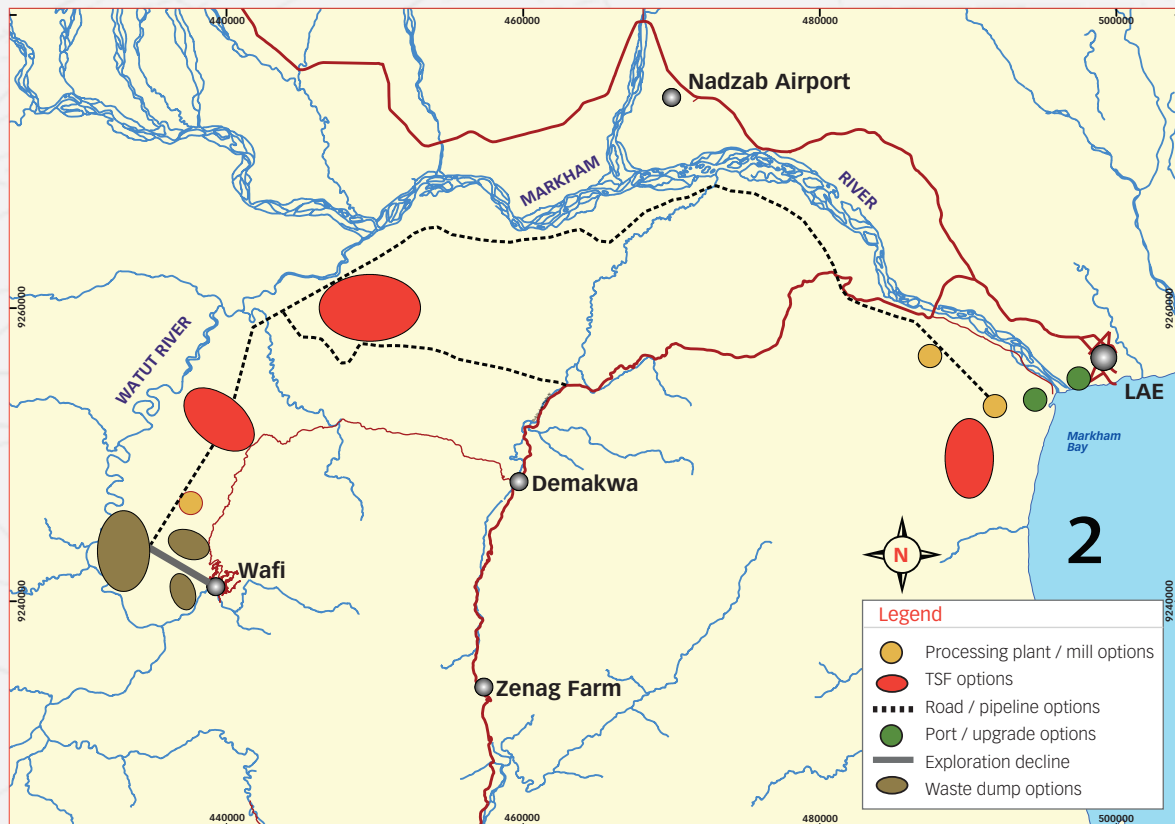 440000
460000
480000
500000
Nadzab Airport
MARKHAM
RIVER
9260000
9260000
WATUT RIVER
LAE
Markham
Bay
Demakwa
2
N
Wafi
9240000
9240000
Legend
Processing plant / mill options
TSF options
Road / pipeline options
Port / upgrade options
Exploration decline
Waste dump options
Zenag Farm
440000
460000
480000
500000